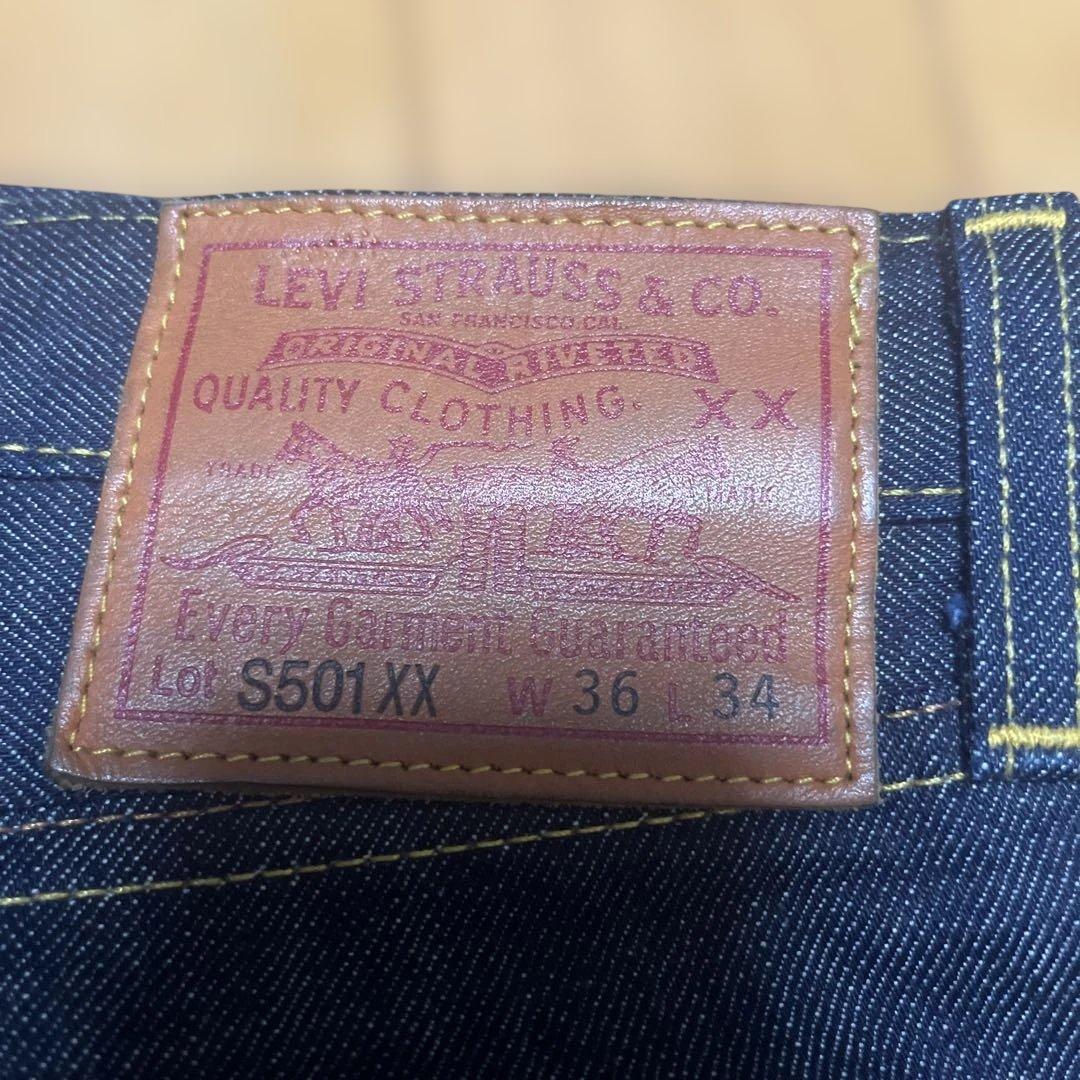 LEVI STRAUSS & CO.
SAN FRANCISCO, CAL.
ORIGINAL RIVETED
QUALITY CLOTHING. XX
TRADE MARK
Every Garment Guaranteed
Lot S501XX W 36 L 34